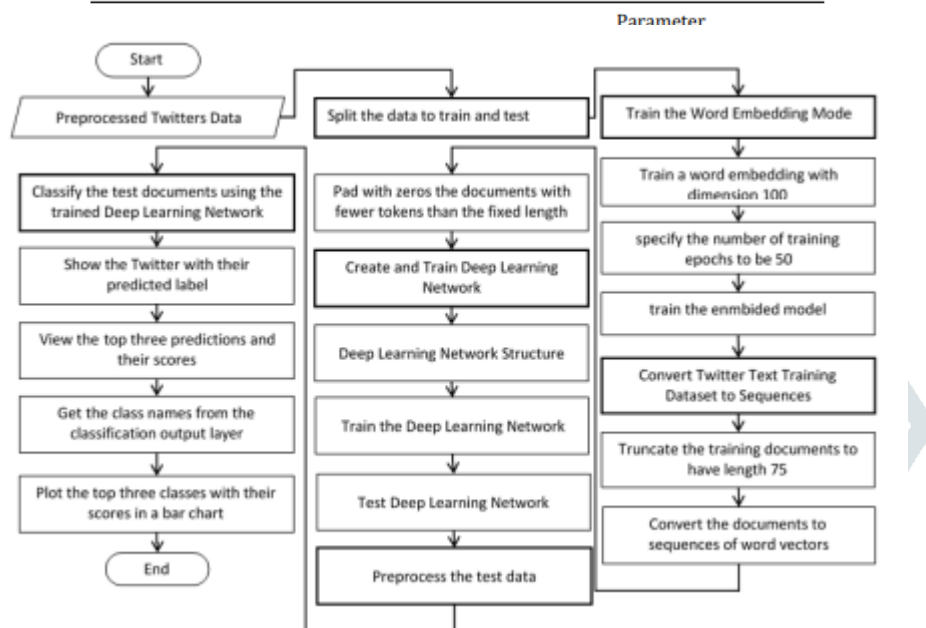 Parameter
Start
Preprocessed Twitters Data
Split the data to train and test
Train the Word Embedding Mode
Train a word embedding with
dimension 100
specify the number of training
epochs to be 50
train the enmbided model
Convert Twitter Text Training
Dataset to Sequences
Truncate the training documents to
have length 75
Convert the documents to
sequences of word vectors
Pad with zeros the documents with
fewer tokens than the fixed length
Create and Train Deep Learning
Network
Deep Learning Network Structure
Train the Deep Learning Network
Test Deep Learning Network
Preprocess the test data
Classify the test documents using the
trained Deep Learning Network
Show the Twitter with their
predicted label
View the top three predictions and
their scores
Get the class names from the
classification output layer
Plot the top three classes with their
scores in a bar chart
End